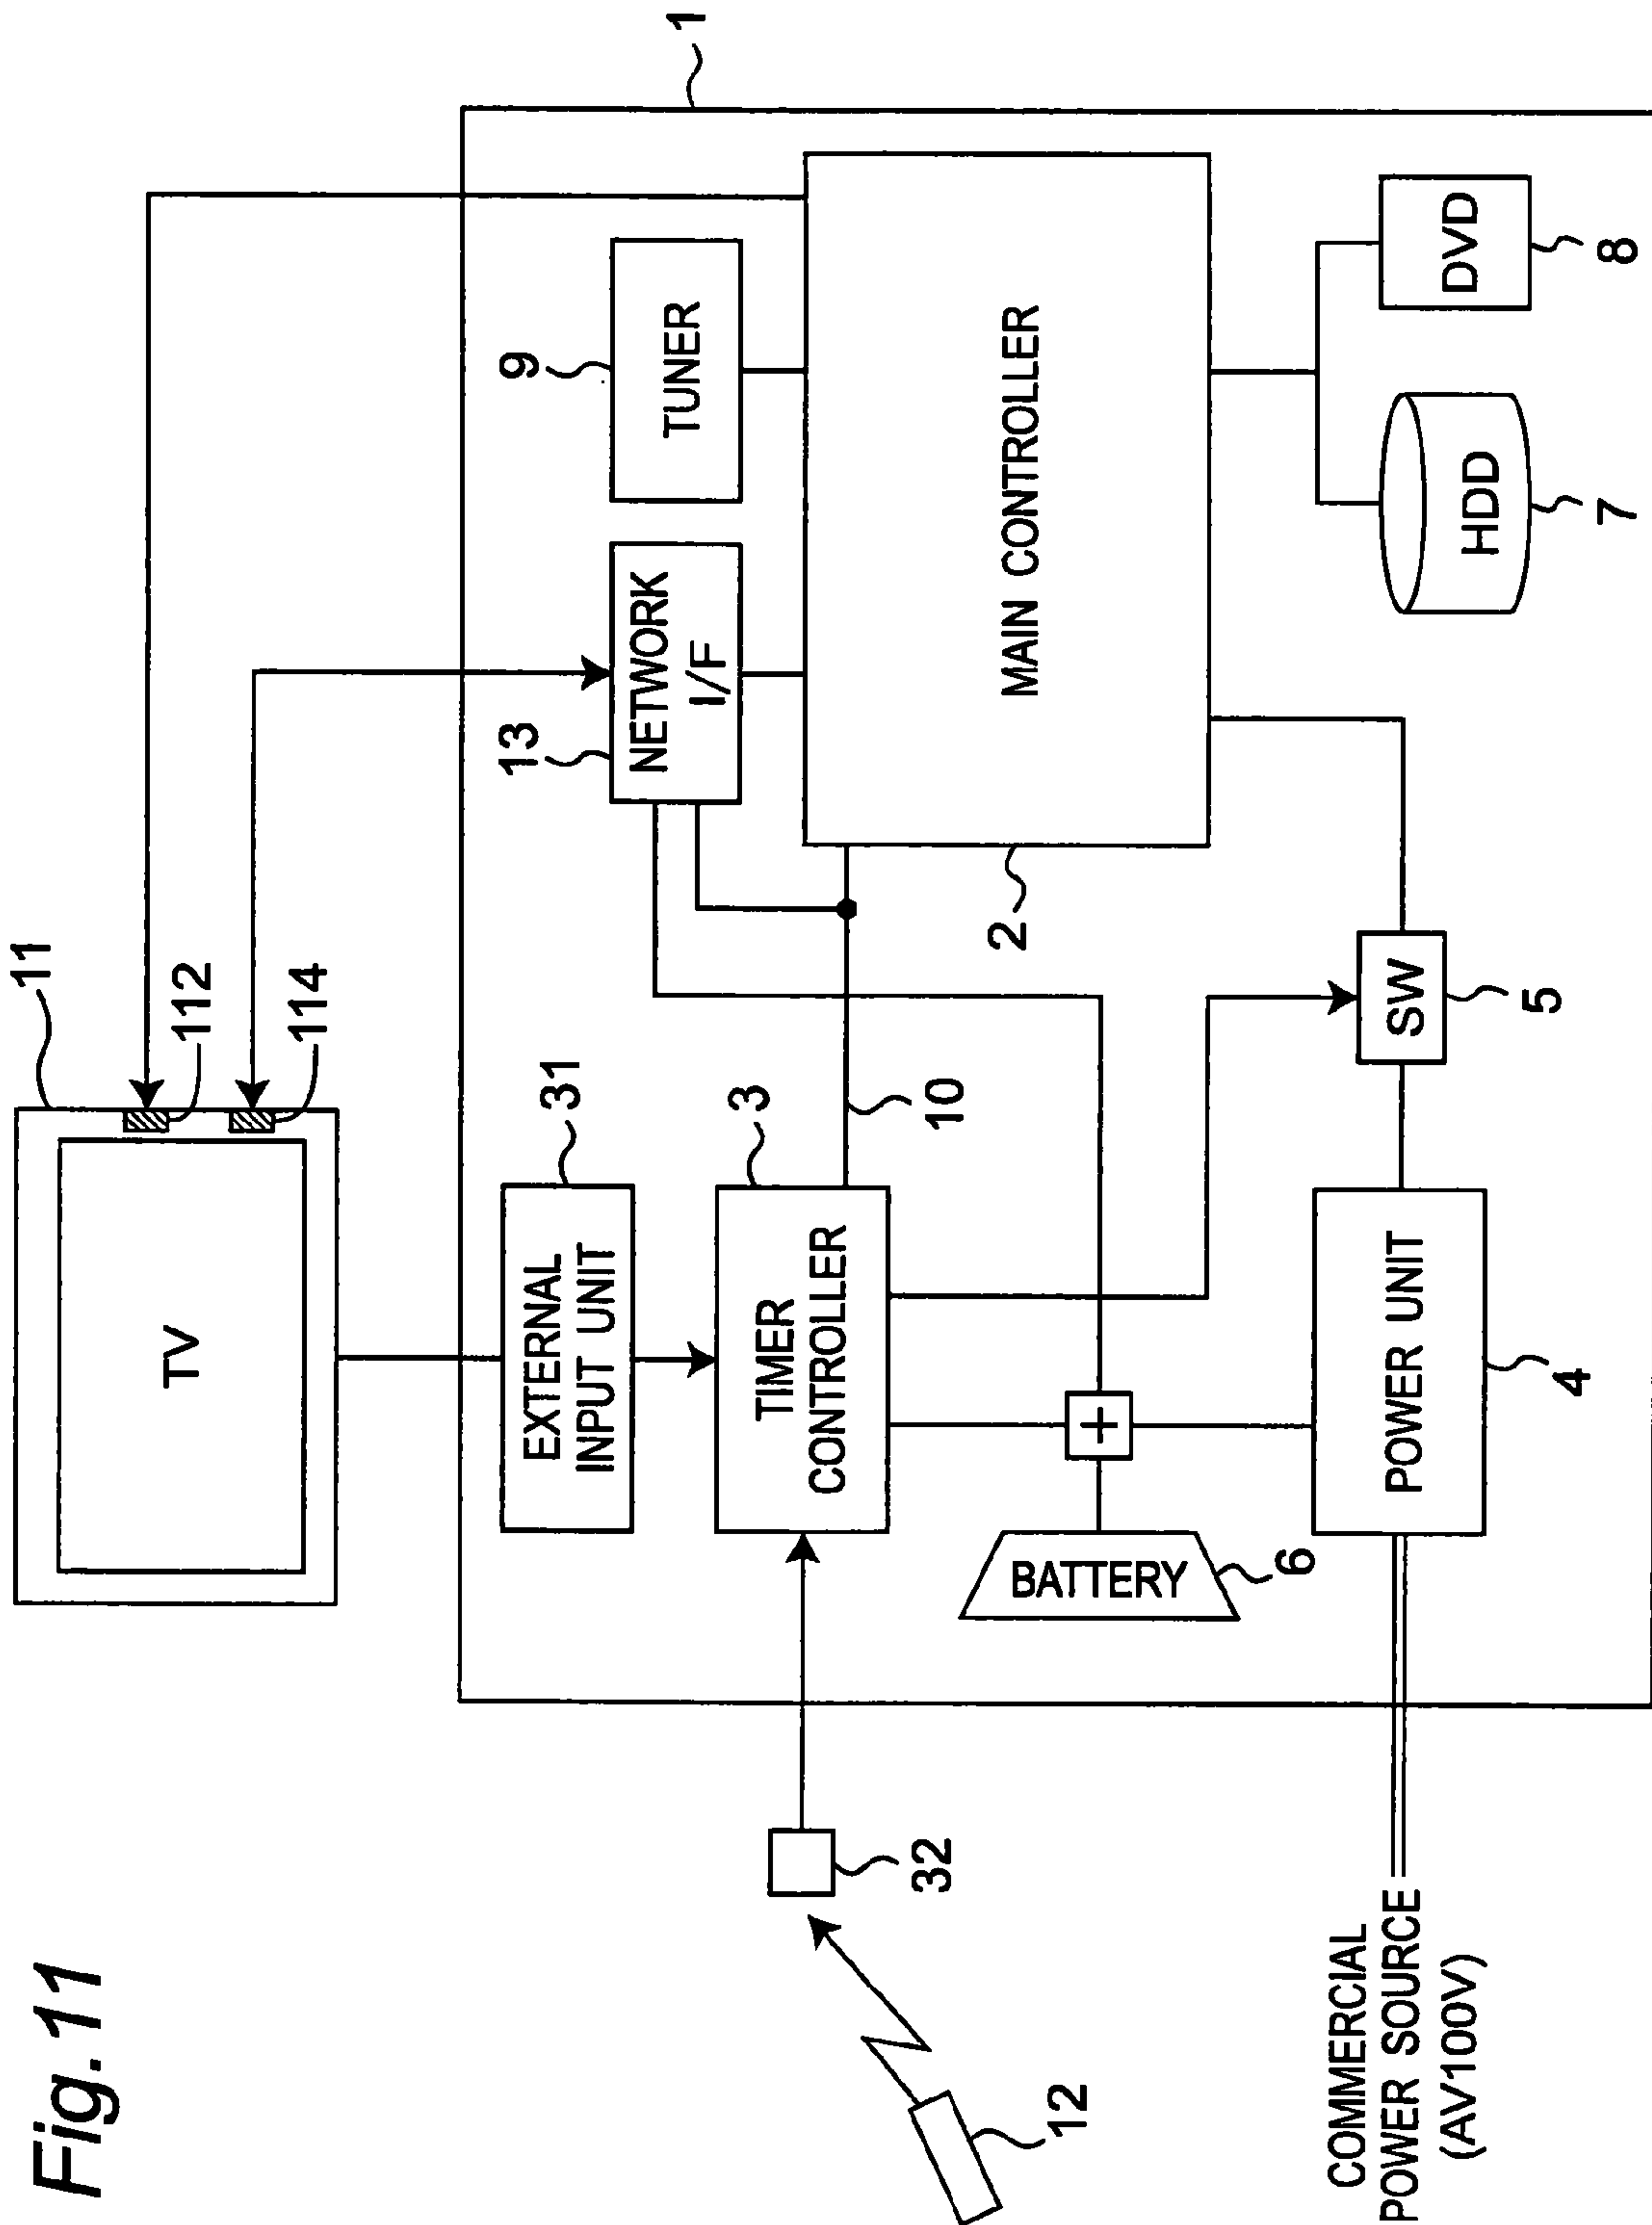 Fig.11
11
TV
112
114
1
EXTERNAL
INPUT UNIT
31
13
NETWORK
I/F
9
TUNER
32
12
TIMER
CONTROLLER
3
10
2
MAIN CONTROLLER
BATTERY
6
COMMERCIAL
POWER SOURCE
(AV100V)
POWER UNIT
4
SW
5
HDD
7
DVD
8